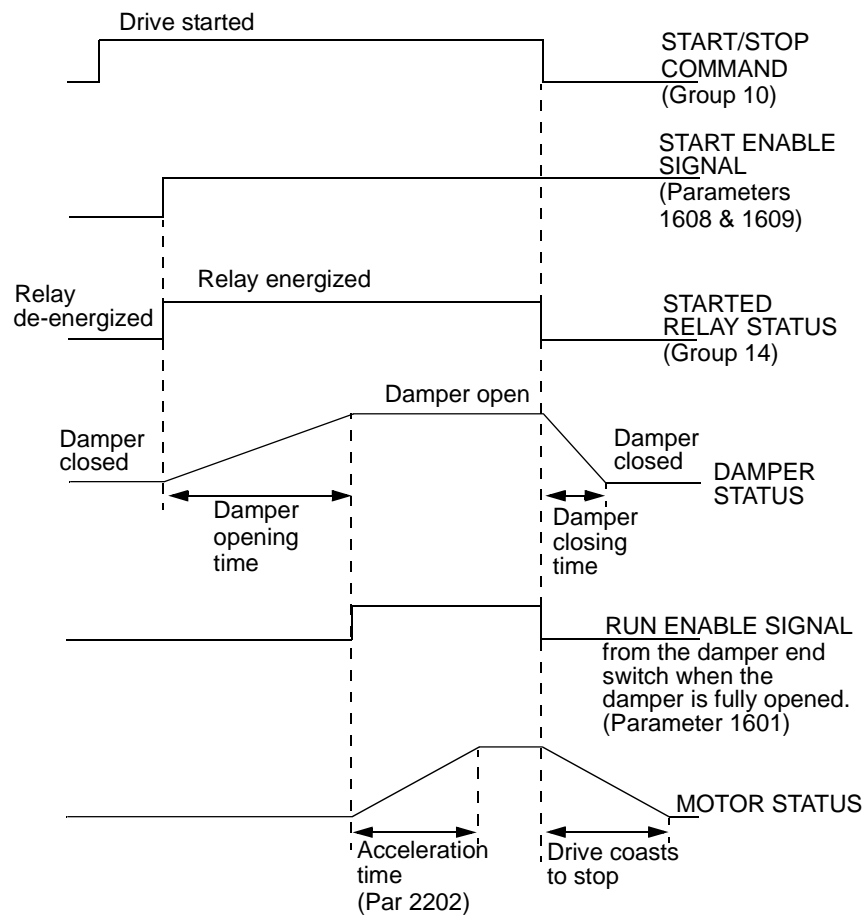 Drive started
START/STOP
COMMAND
(Group 10)
START ENABLE
SIGNAL
(Parameters
1608 & 1609)
Relay
de-energized
Relay energized
STARTED
RELAY STATUS
(Group 14)
Damper
closed
Damper open
Damper
closed
DAMPER
STATUS
Damper
opening
time
Damper
closing
time
RUN ENABLE SIGNAL
from the damper end
switch when the
damper is fully opened.
(Parameter 1601)
MOTOR STATUS
Acceleration
time
(Par 2202)
Drive coasts
to stop